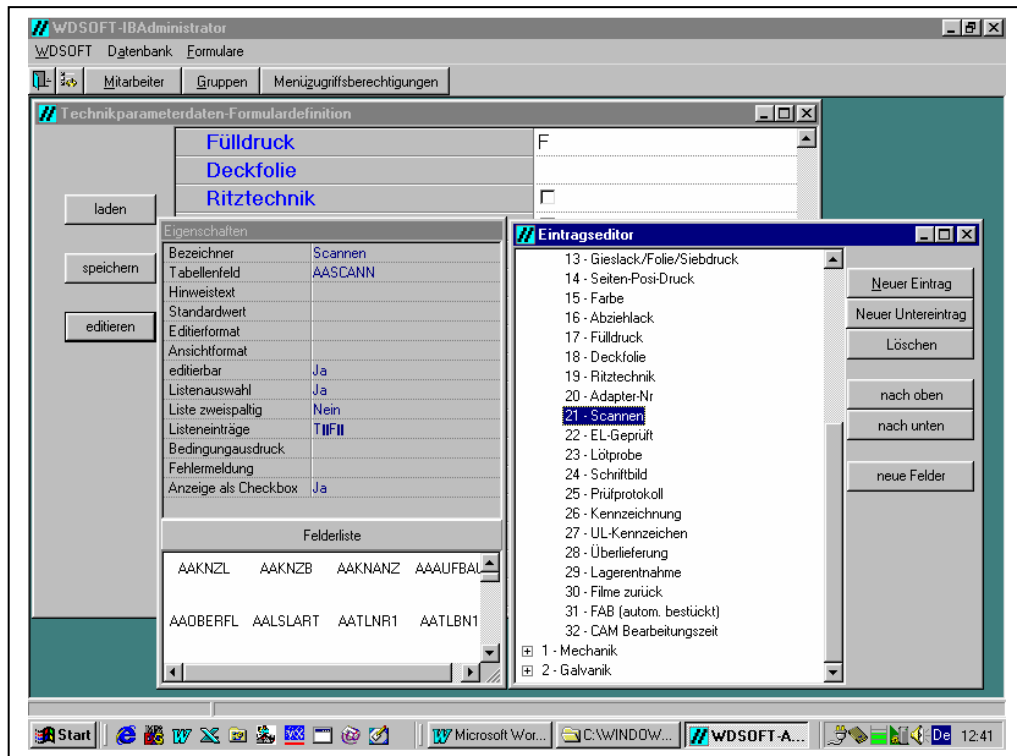 WDSOFT-IBAdministrator
WDSOFT Datenbank Formulare
Mitarbeiter Gruppen Menüzugriffsberechtigungen
Technikparameterdaten-Formulardefinition
Fülldruck F
Deckfolie
Ritztechnik
laden
speichern
editieren
Eigenschaften
Bezeichner Scannen
Tabellenfeld AASCANN
Hinweistext
Standardwert
Editierformat
Ansichtformat
editierbar Ja
Listenauswahl Ja
Liste zweispaltig Nein
Listeneinträge T||F||
Bedingungausdruck
Fehlermeldung
Anzeige als Checkbox Ja
Felderliste
AAKNZL AAKNZB AAKNANZ AAAUFBAU
AAOBERFL AALSLART AATLNR1 AATLBN1
Eintragseditor
13 - Gieslack/Folie/Siebdruck
14 - Seiten-Posi-Druck
15 - Farbe
16 - Abziehlack
17 - Fülldruck
18 - Deckfolie
19 - Ritztechnik
20 - Adapter-Nr
21 - Scannen
22 - EL-Geprüft
23 - Lötprobe
24 - Schriftbild
25 - Prüfprotokoll
26 - Kennzeichnung
27 - UL-Kennzeichen
28 - Überlieferung
29 - Lagerentnahme
30 - Filme zurück
31 - FAB (autom. bestückt)
32 - CAM Bearbeitungszeit
1 - Mechanik
2 - Galvanik
Neuer Eintrag
Neuer Untereintrag
Löschen
nach oben
nach unten
neue Felder
Start Microsoft Wor... C:\WINDOW... WDSOFT-A... De 12:41